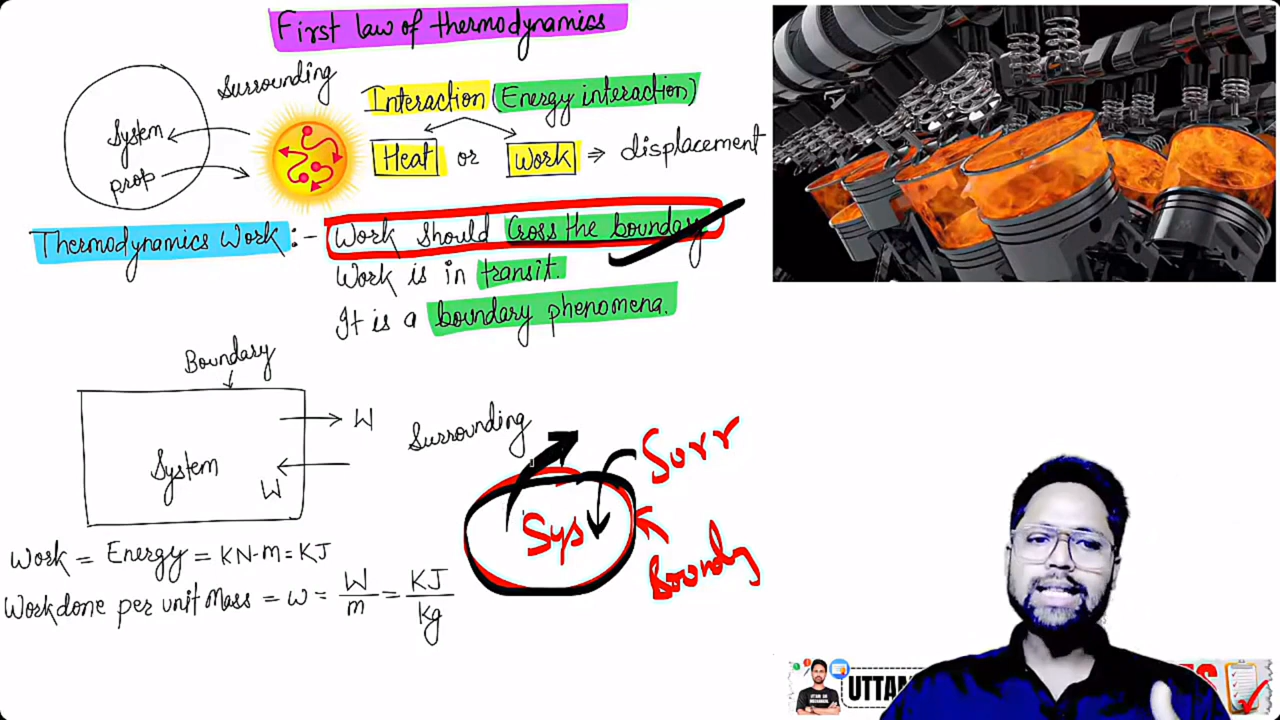 First law of thermodynamics
Surrounding
System
prop
Interaction (Energy interaction)
Heat or Work ⇒ displacement
Thermodynamics Work :- Work should cross the boundary
Work is in transit.
It is a boundary phenomena.
Boundary
W
System
W
Surrounding
Surr
Sys
Boundy
Work = Energy = KN-m = KJ
Workdone per unit Mass = w = W/m = KJ/kg
UTTAM